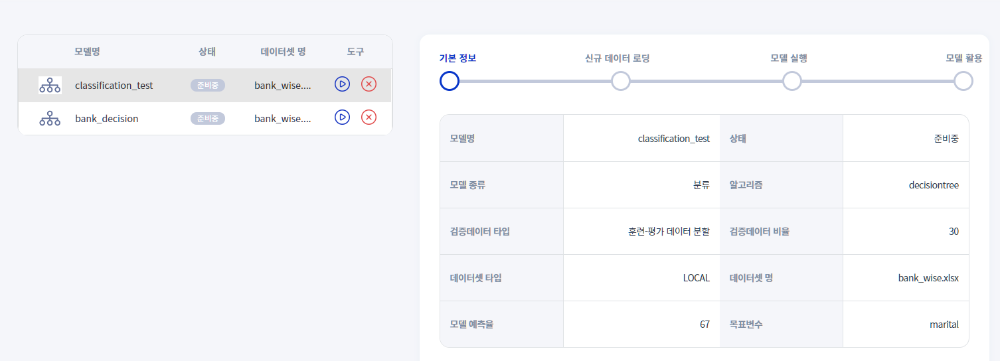 모델명 상태 데이터셋 명 도구
classification_test 준비중 bank_wise....
bank_decision 준비중 bank_wise....
기본 정보 신규 데이터 로딩 모델 실행 모델 활용
모델명 classification_test 상태 준비중
모델 종류 분류 알고리즘 decisiontree
검증데이터 타입 훈련-평가 데이터 분할 검증데이터 비율 30
데이터셋 타입 LOCAL 데이터셋 명 bank_wise.xlsx
모델 예측율 67 목표변수 marital